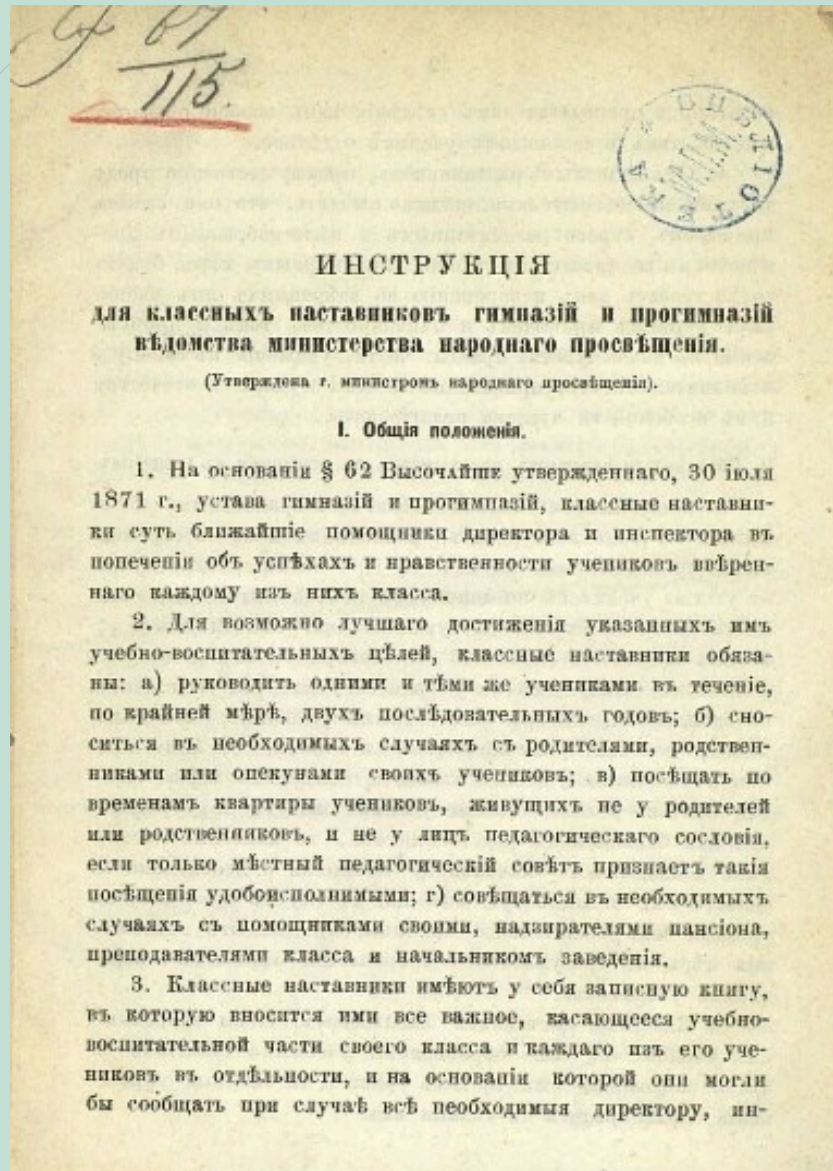 67
115.
БИБЛІОТЕКА
ИНСТРУКЦІЯ
для классныхъ наставниковъ гимназій и прогимназій
вѣдомства министерства народнаго просвѣщенія.
(Утверждена г. министромъ народнаго просвѣщенія).
I. Общія положенія.
1. На основаніи § 62 Высочайше утвержденнаго, 30 іюля
1871 г., устава гимназій и прогимназій, классные наставни-
ки суть ближайшіе помощники директора и инспектора въ
попеченіи объ успѣхахъ и нравственности учениковъ ввѣрен-
наго каждому изъ нихъ класса.
2. Для возможно лучшаго достиженія указанныхъ имъ
учебно-воспитательныхъ цѣлей, классные наставники обяза-
ны: а) руководить одними и тѣми же учениками въ теченіе,
по крайней мѣрѣ, двухъ послѣдовательныхъ годовъ; б) сно-
ситься въ необходимыхъ случаяхъ съ родителями, родствен-
никами или опекунами своихъ учениковъ; в) посѣщать по
временамъ квартиры учениковъ, живущихъ не у родителей
или родственниковъ, и не у лицъ педагогическаго сословія,
если только мѣстный педагогическій совѣтъ признаетъ такія
посѣщенія удобоисполнимыми; г) совѣщаться въ необходимыхъ
случаяхъ съ помощниками своими, надзирателями пансіона,
преподавателями класса и начальникомъ заведенія.
3. Классные наставники имѣютъ у себя записную книгу,
въ которую вносится ими все важное, касающееся учебно-
воспитательной части своего класса и каждаго изъ его уче-
никовъ въ отдѣльности, и на основаніи которой они могли
бы сообщать при случаѣ всѣ необходимыя директору, ин-